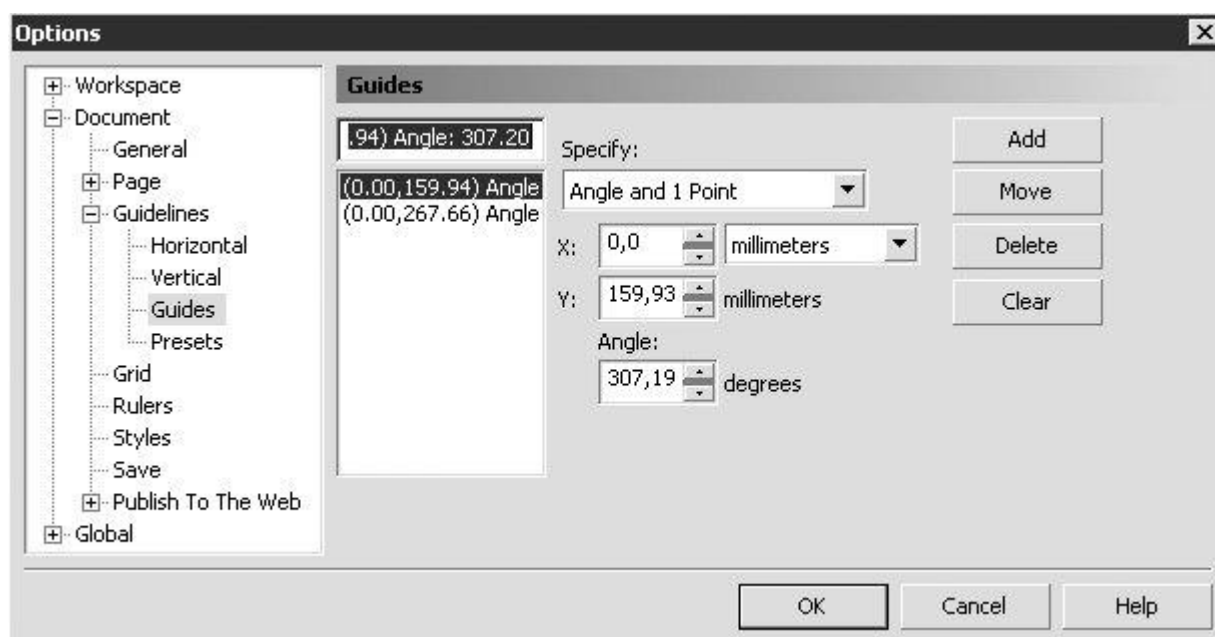 Options
Workspace
Document
General
Page
Guidelines
Horizontal
Vertical
Guides
Presets
Grid
Rulers
Styles
Save
Publish To The Web
Global
Guides
.94) Angle: 307.20
(0.00,159.94) Angle
(0.00,267.66) Angle
Specify:
Angle and 1 Point
X: 0,0 millimeters
Y: 159,93 millimeters
Angle:
307,19 degrees
Add
Move
Delete
Clear
OK Cancel Help